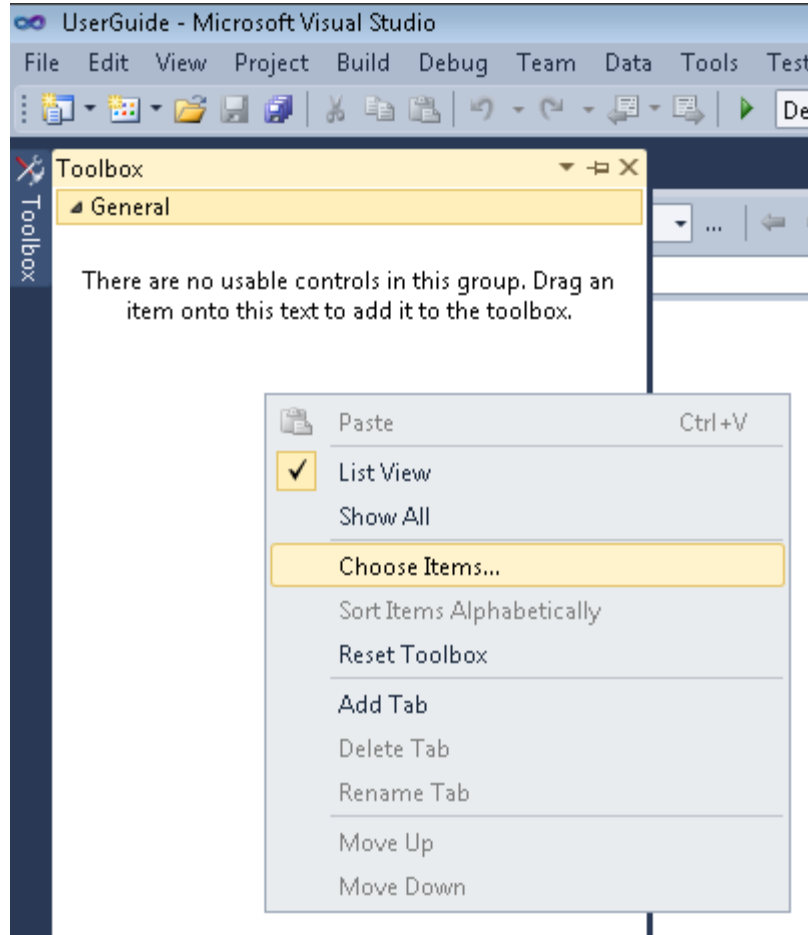 UserGuide - Microsoft Visual Studio
File Edit View Project Build Debug Team Data Tools Test
De
Toolbox
Toolbox
General
...
There are no usable controls in this group. Drag an
item onto this text to add it to the toolbox.
Paste Ctrl+V
List View
Show All
Choose Items...
Sort Items Alphabetically
Reset Toolbox
Add Tab
Delete Tab
Rename Tab
Move Up
Move Down